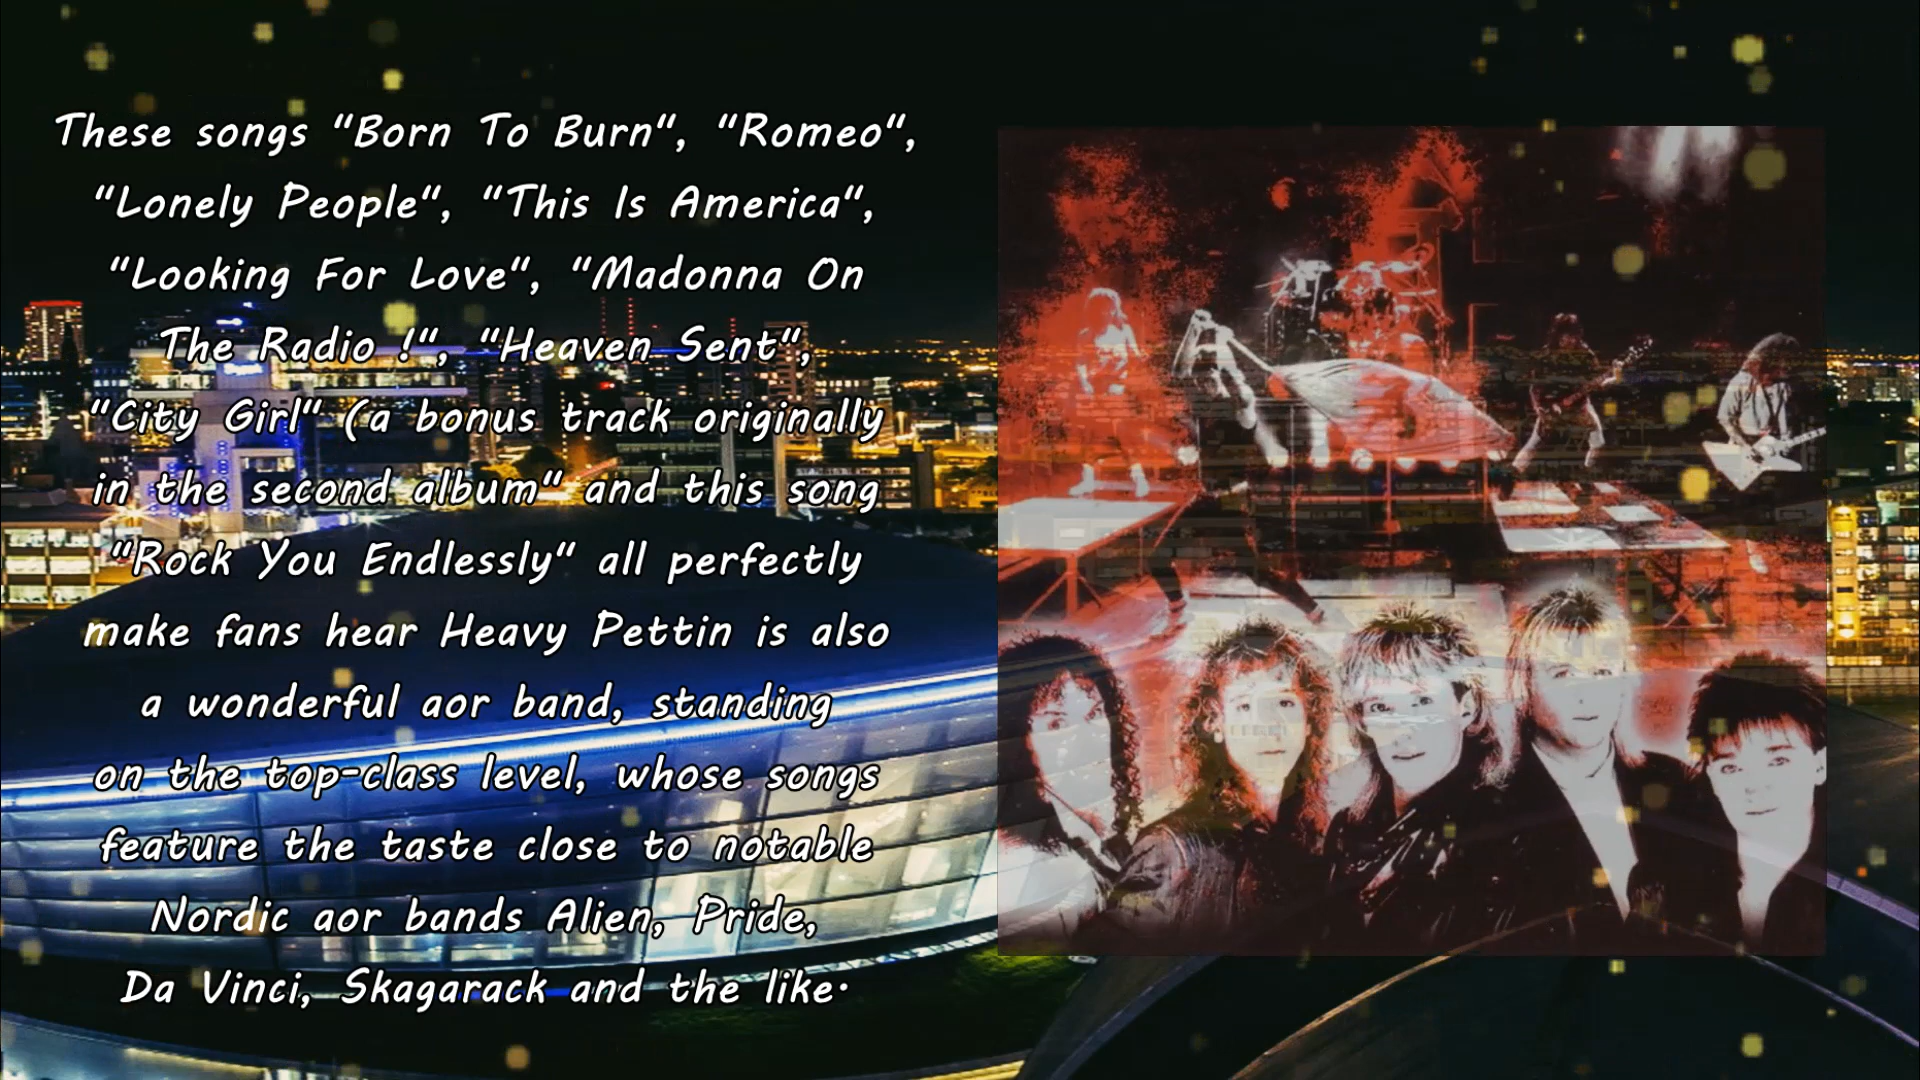 These songs “Born To Burn“, “Romeo“,
“Lonely People“, “This Is America“,
“Looking For Love“, “Madonna On
The Radio !“, “Heaven Sent“,
“City Girl“ (a bonus track originally
in the second album“ and this song
“Rock You Endlessly“ all perfectly
make fans hear Heavy Pettin is also
a wonderful aor band, standing
on the top-class level, whose songs
feature the taste close to notable
Nordic aor bands Alien, Pride,
Da Vinci, Skagarack and the like.